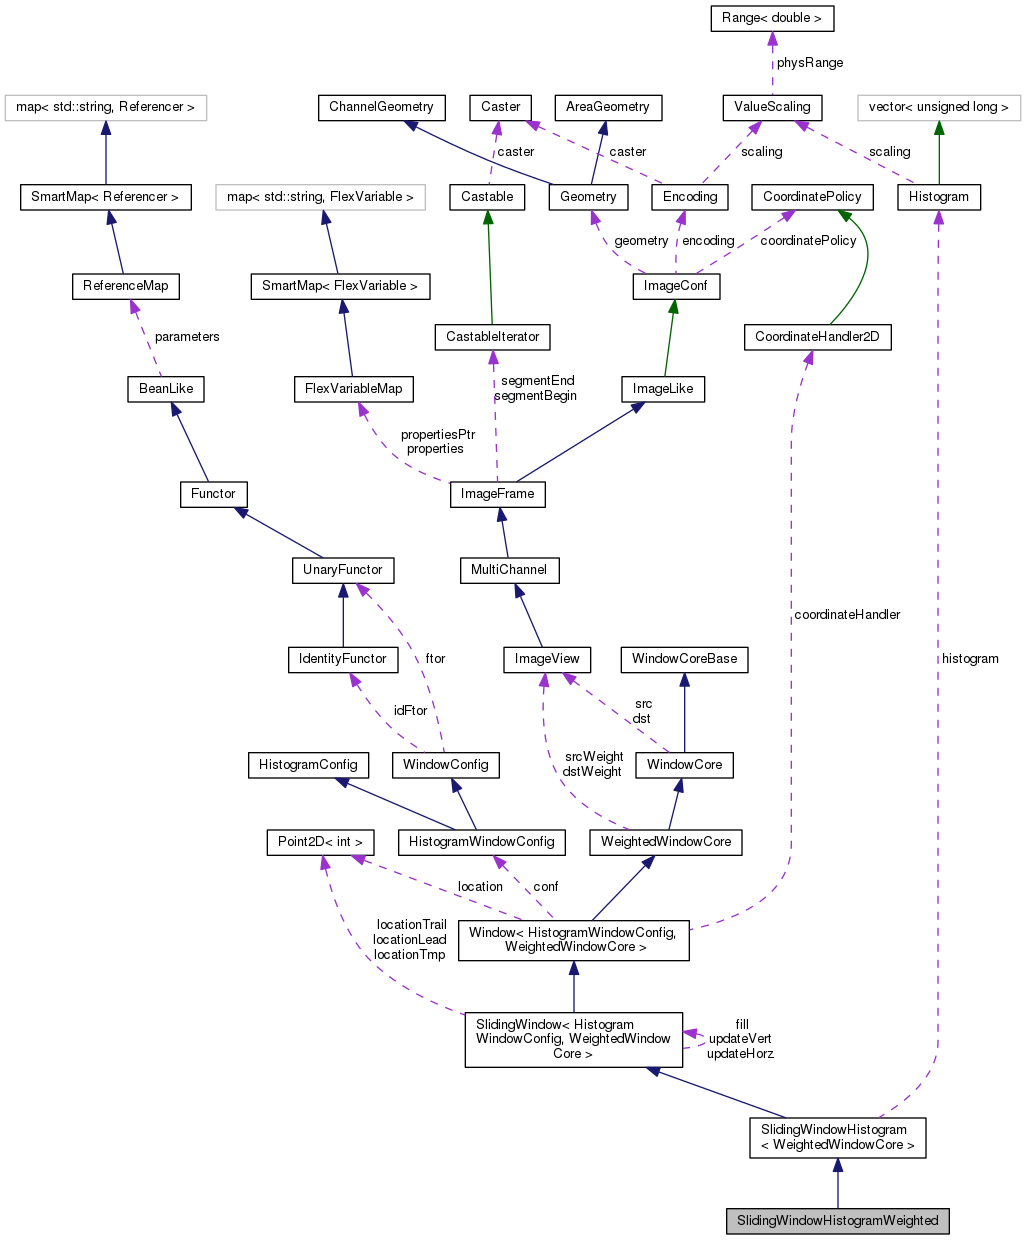 Range< double >
physRange
map< std::string, Referencer >
ChannelGeometry
Caster
AreaGeometry
ValueScaling
vector< unsigned long >
caster
caster
scaling
scaling
SmartMap< Referencer >
map< std::string, FlexVariable >
Castable
Geometry
Encoding
CoordinatePolicy
Histogram
geometry
encoding
coordinatePolicy
ReferenceMap
SmartMap< FlexVariable >
ImageConf
parameters
CastableIterator
CoordinateHandler2D
BeanLike
FlexVariableMap
segmentEnd
segmentBegin
ImageLike
propertiesPtr
properties
Functor
ImageFrame
UnaryFunctor
MultiChannel
coordinateHandler
IdentityFunctor
ftor
ImageView
WindowCoreBase
histogram
idFtor
src
dst
HistogramConfig
WindowConfig
srcWeight
dstWeight
WindowCore
Point2D< int >
HistogramWindowConfig
WeightedWindowCore
location
conf
locationTrail
locationLead
locationTmp
Window< HistogramWindowConfig,
WeightedWindowCore >
SlidingWindow< Histogram
WindowConfig, WeightedWindow
Core >
fill
updateVert
updateHorz
SlidingWindowHistogram
< WeightedWindowCore >
SlidingWindowHistogramWeighted